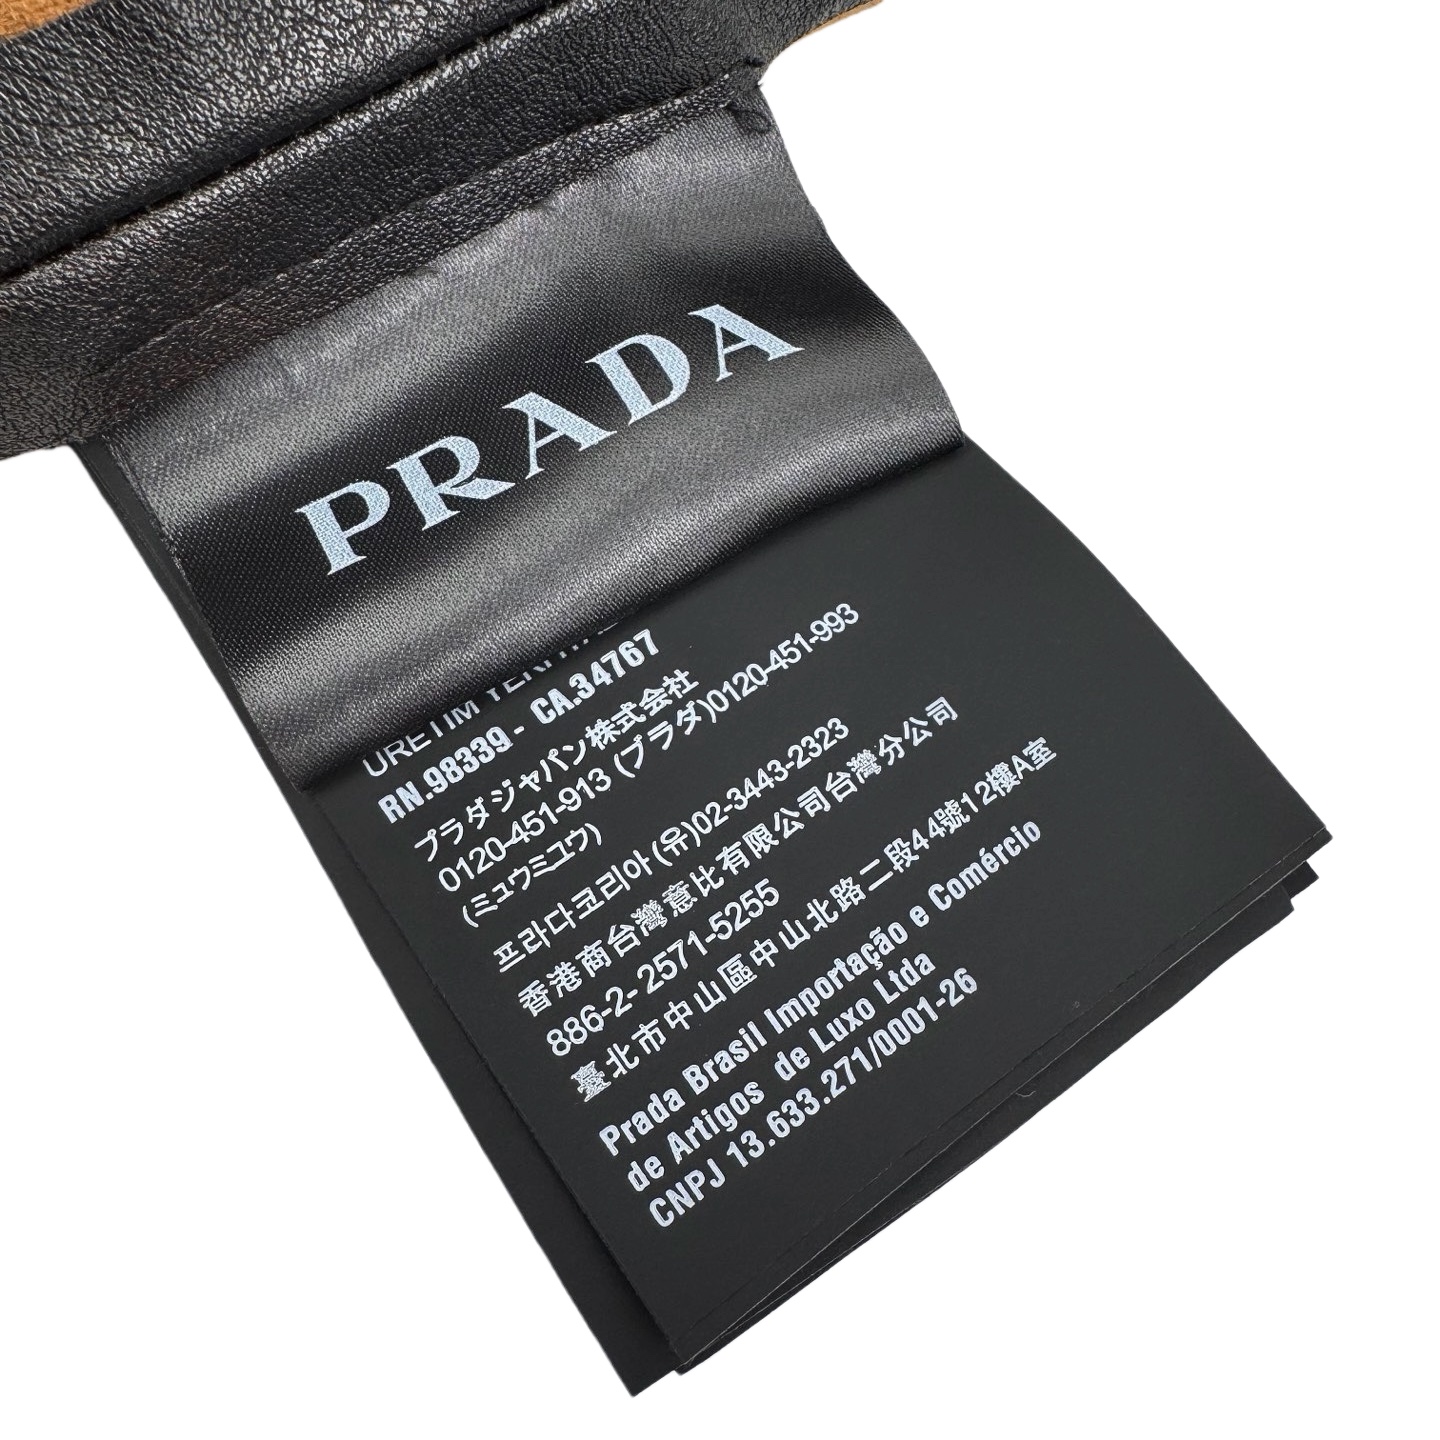 PRADA
URETIM YERI
RN.98339 - CA.34767
プラダジャパン株式会社
0120-451-913 (プラダ)0120-451-993
(ミュウミュウ)
프라다코리아 (유)02-3443-2323
香港商台灣意比有限公司台灣分公司
886-2- 2571-5255
臺北市中山區中山北路二段44號12樓A室
Prada Brasil Importação e Comércio
de Artigos de Luxo Ltda
CNPJ 13.633.271/0001-26